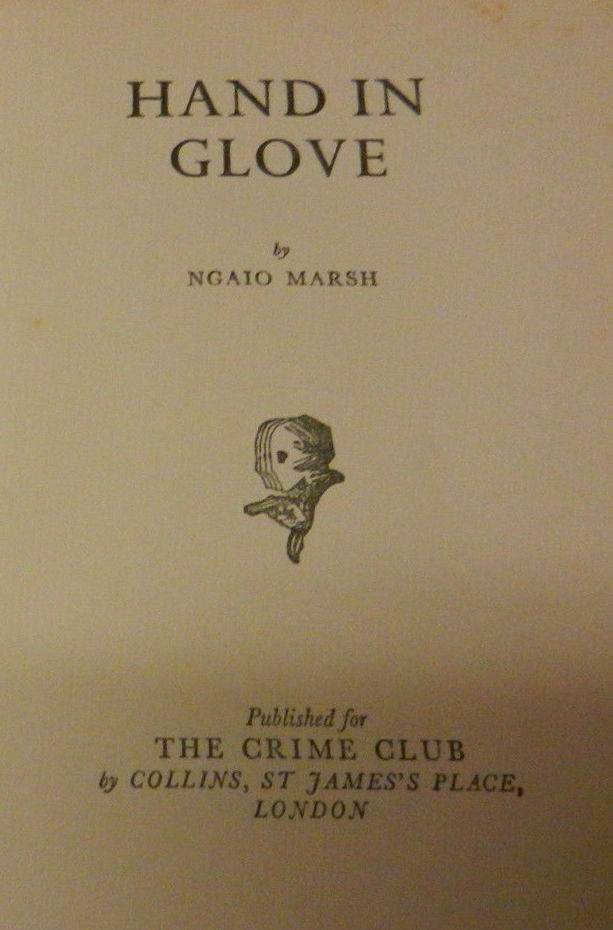 HAND IN
GLOVE
by
NGAIO MARSH
Published for
THE CRIME CLUB
by COLLINS, ST JAMES'S PLACE,
LONDON